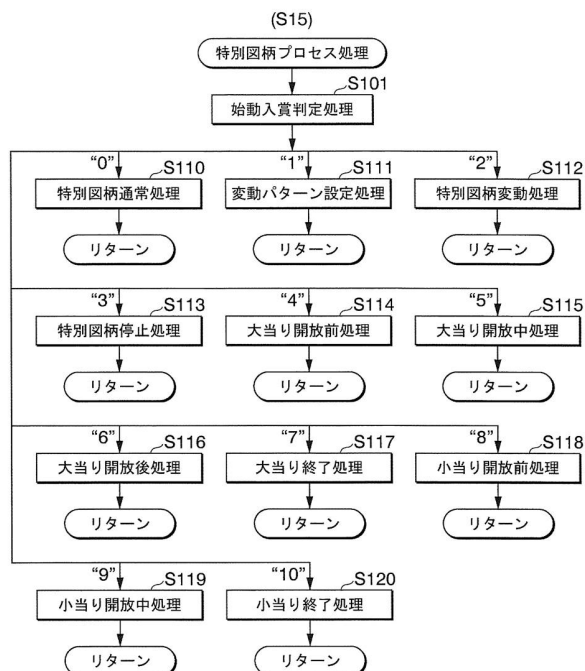 (S15)
特別図柄プロセス処理
S101
始動入賞判定処理
“0” S110 “1” S111 “2” S112
特別図柄通常処理 変動パターン設定処理 特別図柄変動処理
リターン リターン リターン
“3” S113 “4” S114 “5” S115
特別図柄停止処理 大当り開放前処理 大当り開放中処理
リターン リターン リターン
“6” S116 “7” S117 “8” S118
大当り開放後処理 大当り終了処理 小当り開放前処理
リターン リターン リターン
“9” S119 “10” S120
小当り開放中処理 小当り終了処理
リターン リターン